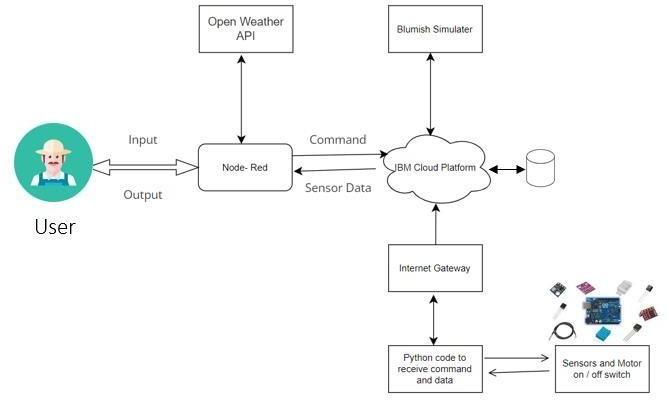 Open Weather
API
Blumish Simulater
Input
Command
Node- Red
IBM Cloud Platform
Output
Sensor Data
User
Internet Gateway
Python code to
receive command
and data
Sensors and Motor
on / off switch